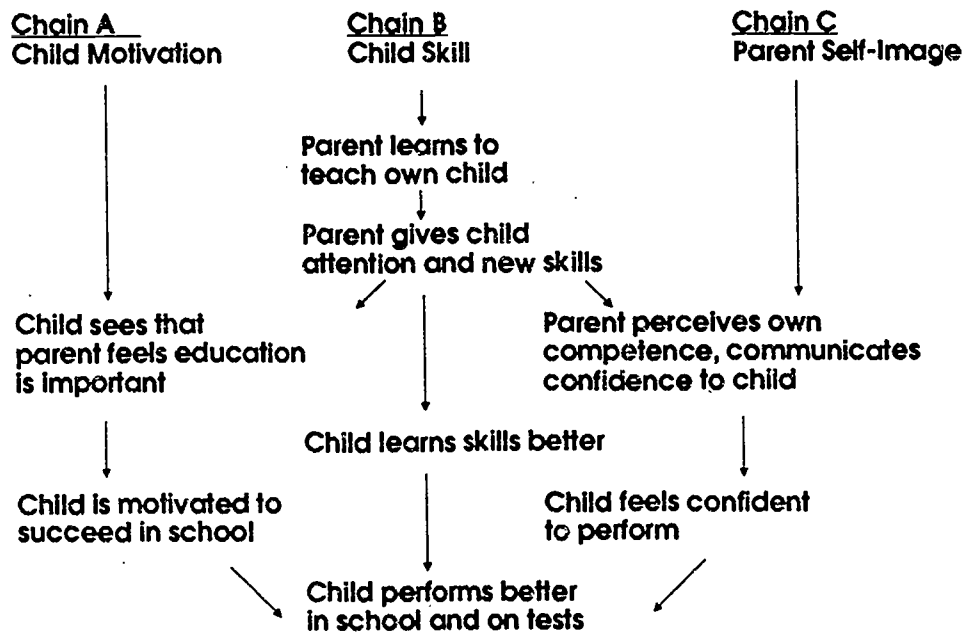 Chain A
Child Motivation
Chain B
Child Skill
Chain C
Parent Self-Image
Parent learns to
teach own child
Parent gives child
attention and new skills
Child sees that
parent feels education
is important
Parent perceives own
competence, communicates
confidence to child
Child learns skills better
Child is motivated to
succeed in school
Child feels confident
to perform
Child performs better
in school and on tests